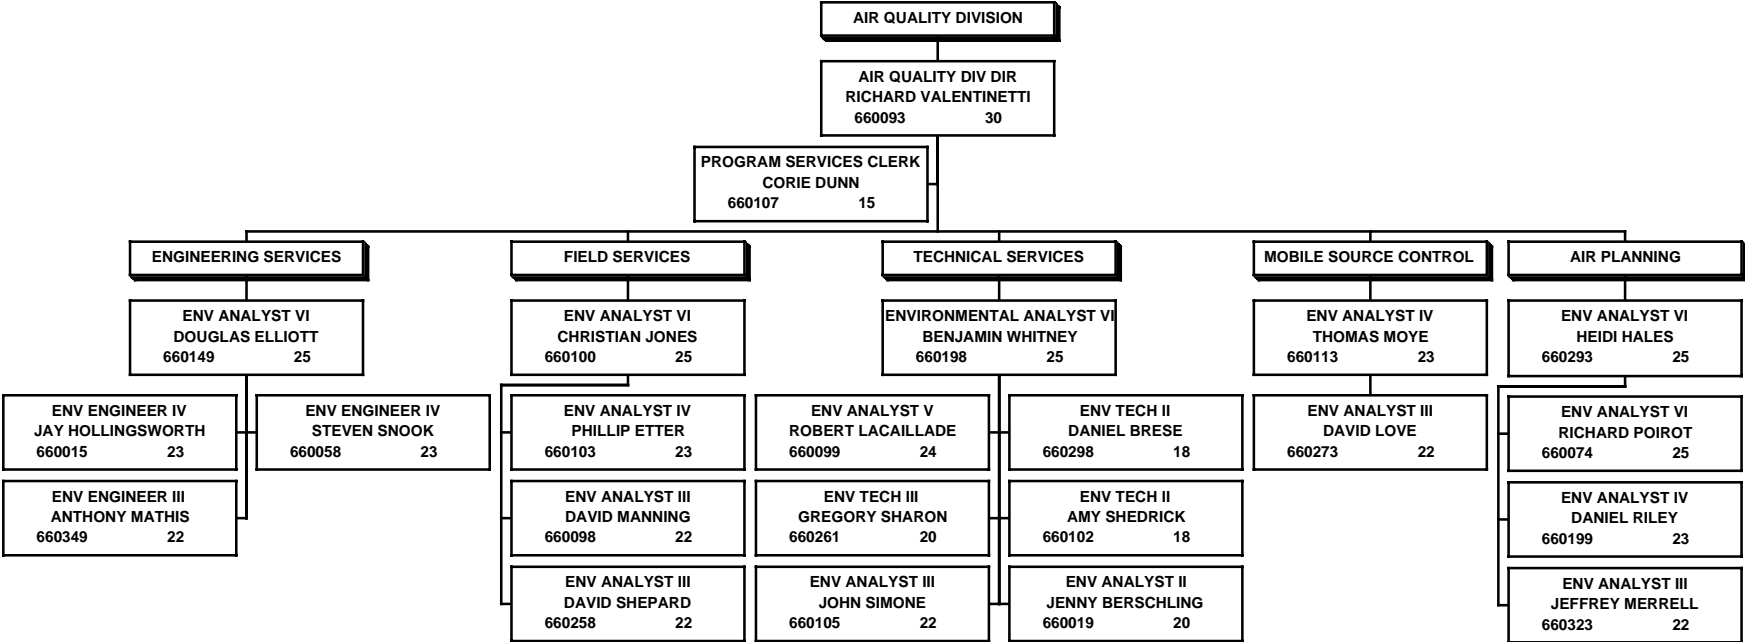 AIR QUALITY DIVISION
AIR QUALITY DIV DIR
RICHARD VALENTINETTI
660093 30
PROGRAM SERVICES CLERK
CORIE DUNN
660107 15
ENGINEERING SERVICES
ENV ANALYST VI
DOUGLAS ELLIOTT
660149 25
ENV ENGINEER IV
JAY HOLLINGSWORTH
660015 23
ENV ENGINEER IV
STEVEN SNOOK
660058 23
ENV ENGINEER III
ANTHONY MATHIS
660349 22
FIELD SERVICES
ENV ANALYST VI
CHRISTIAN JONES
660100 25
ENV ANALYST IV
PHILLIP ETTER
660103 23
ENV ANALYST III
DAVID MANNING
660098 22
ENV ANALYST III
DAVID SHEPARD
660258 22
TECHNICAL SERVICES
ENVIRONMENTAL ANALYST VI
BENJAMIN WHITNEY
660198 25
ENV ANALYST V
ROBERT LACAILLADE
660099 24
ENV TECH II
DANIEL BRESE
660298 18
ENV TECH III
GREGORY SHARON
660261 20
ENV TECH II
AMY SHEDRICK
660102 18
ENV ANALYST III
JOHN SIMONE
660105 22
ENV ANALYST II
JENNY BERSCHLING
660019 20
MOBILE SOURCE CONTROL
ENV ANALYST IV
THOMAS MOYE
660113 23
ENV ANALYST III
DAVID LOVE
660273 22
AIR PLANNING
ENV ANALYST VI
HEIDI HALES
660293 25
ENV ANALYST VI
RICHARD POIROT
660074 25
ENV ANALYST IV
DANIEL RILEY
660199 23
ENV ANALYST III
JEFFREY MERRELL
660323 22